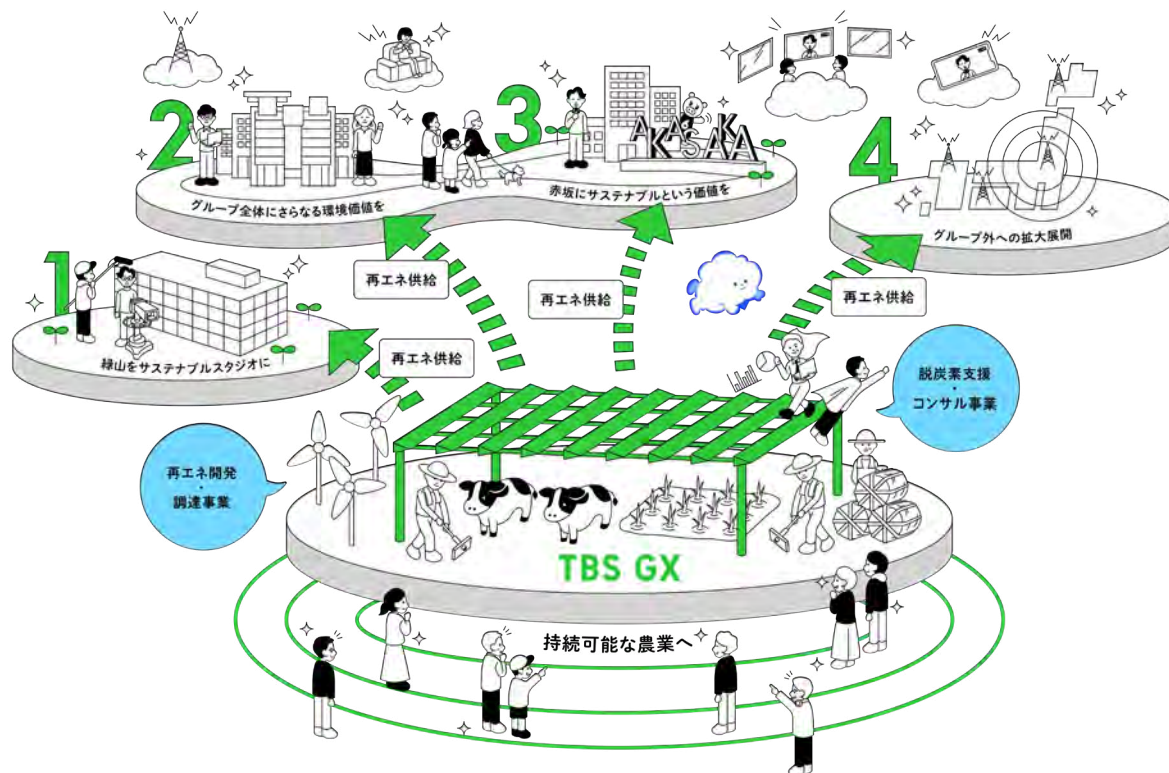 2
グループ全体にさらなる環境価値を
3
AKASAKA
赤坂にサステナブルという価値を
4
グループ外への拡大展開
1
緑山をサステナブルスタジオに
再エネ供給
再エネ供給
再エネ供給
再エネ供給
再エネ開発
・
調達事業
脱炭素支援
・
コンサル事業
TBS GX
持続可能な農業へ